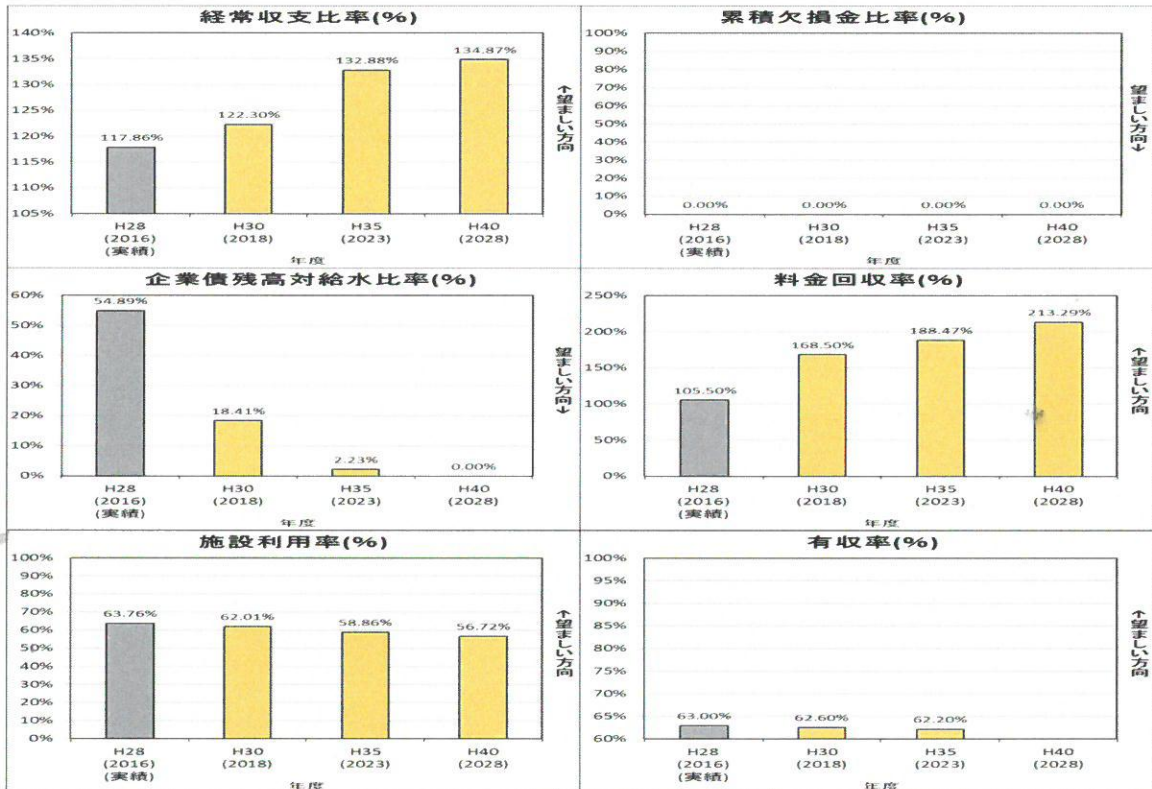 経常収支比率(%)
140%
135%
130%
125%
120%
115%
110%
105%
117.86%
122.30%
132.88%
134.87%
H28
(2016)
(実績)
H30
(2018)
H35
(2023)
H40
(2028)
年度
↑望ましい方向
累積欠損金比率(%)
100%
90%
80%
70%
60%
50%
40%
30%
20%
10%
0%
0.00%
0.00%
0.00%
0.00%
H28
(2016)
(実績)
H30
(2018)
H35
(2023)
H40
(2028)
年度
望ましい方向↓
企業債残高対給水比率(%)
60%
50%
40%
30%
20%
10%
0%
54.89%
18.41%
2.23%
0.00%
H28
(2016)
(実績)
H30
(2018)
H35
(2023)
H40
(2028)
年度
望ましい方向↓
料金回収率(%)
250%
200%
150%
100%
50%
0%
105.50%
168.50%
188.47%
213.29%
H28
(2016)
(実績)
H30
(2018)
H35
(2023)
H40
(2028)
年度
↑望ましい方向
施設利用率(%)
100%
90%
80%
70%
60%
50%
40%
30%
20%
10%
0%
63.76%
62.01%
58.86%
56.72%
H28
(2016)
(実績)
H30
(2018)
H35
(2023)
H40
(2028)
年度
↑望ましい方向
有収率(%)
100%
95%
90%
85%
80%
75%
70%
65%
60%
63.00%
62.60%
62.20%
H28
(2016)
(実績)
H30
(2018)
H35
(2023)
H40
(2028)
年度
↑望ましい方向